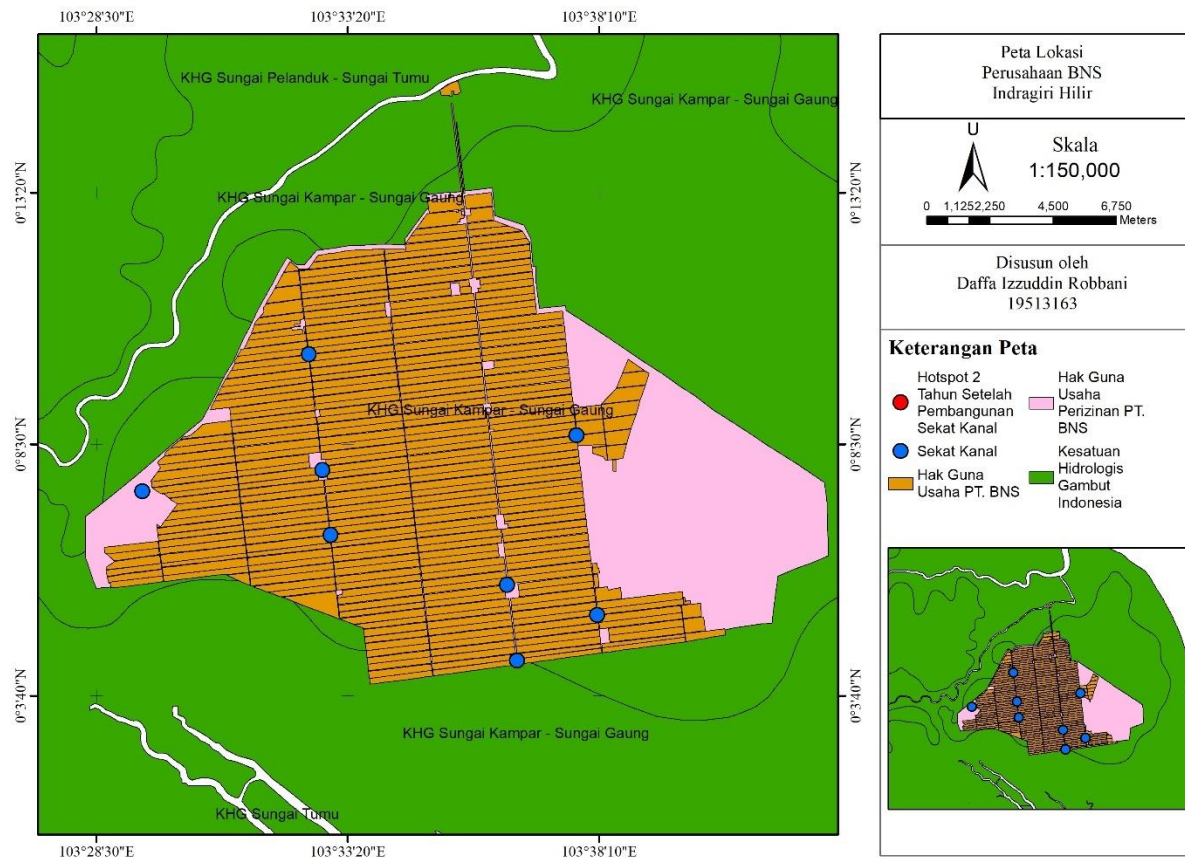 103°28'30"E
103°33'20"E
103°38'10"E
KHG Sungai Pelanduk - Sungai Tumu
KHG Sungai Kampar - Sungai Gaung
0°13'20"N
KHG Sungai Kampar - Sungai Gaung
0°13'20"N
KHG Sungai Kampar - Sungai Gaung
0°8'30"N
0°8'30"N
0°3'40"N
0°3'40"N
KHG Sungai Kampar - Sungai Gaung
KHG Sungai Tumu
103°28'30"E
103°33'20"E
103°38'10"E
Peta Lokasi
Perusahaan BNS
Indragiri Hilir
U
Skala
1:150,000
0 1,1252,250 4,500 6,750
Meters
Disusun oleh
Daffa Izzuddin Robbani
19513163
Keterangan Peta
Hotspot 2
Tahun Setelah
Pembangunan
Sekat Kanal
Sekat Kanal
Hak Guna
Usaha PT. BNS
Hak Guna
Usaha
Perizinan PT.
BNS
Kesatuan
Hidrologis
Gambut
Indonesia